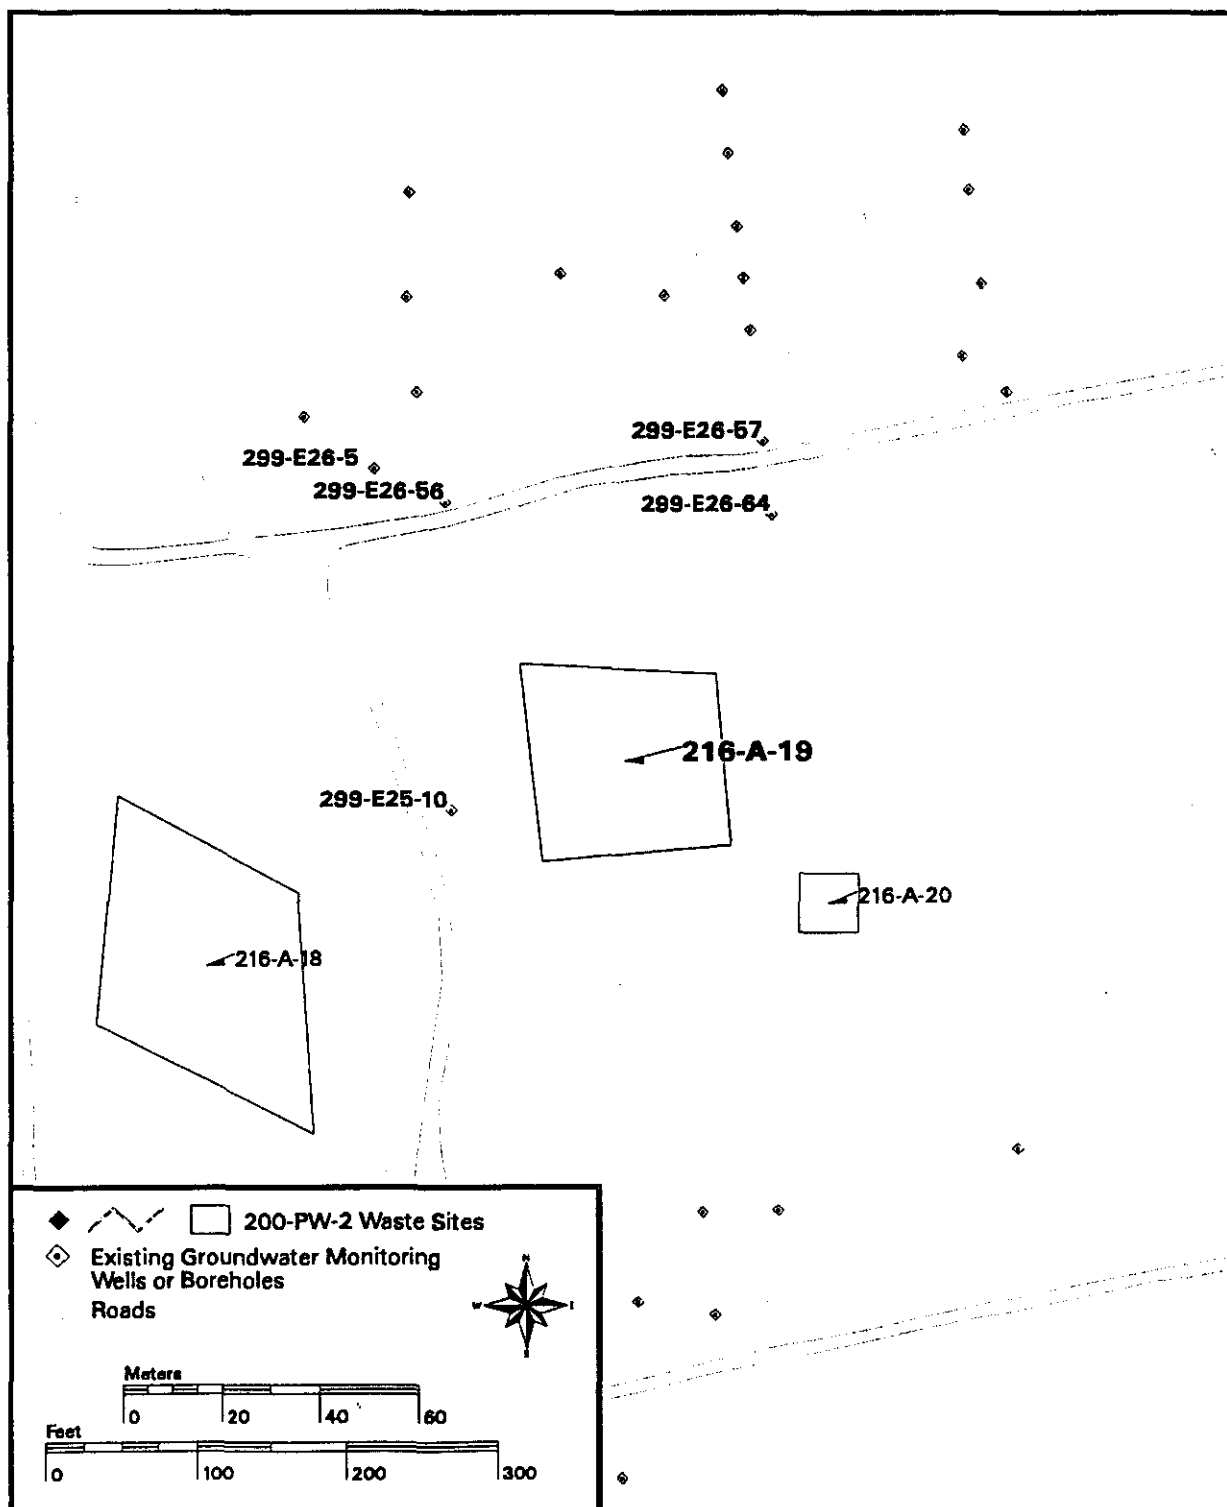 299-E26-57
299-E26-5
299-E26-56
299-E26-64
216-A-19
299-E25-10
216-A-20
216-A-18
200-PW-2 Waste Sites
Existing Groundwater Monitoring
Wells or Boreholes
Roads
N
W
S
Meters
0 20 40 60
Feet
0 100 200 300